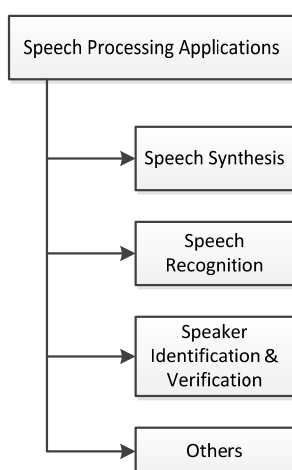 Speech Processing Applications
Speech Synthesis
Speech
Recognition
Speaker
Identification &
Verification
Others